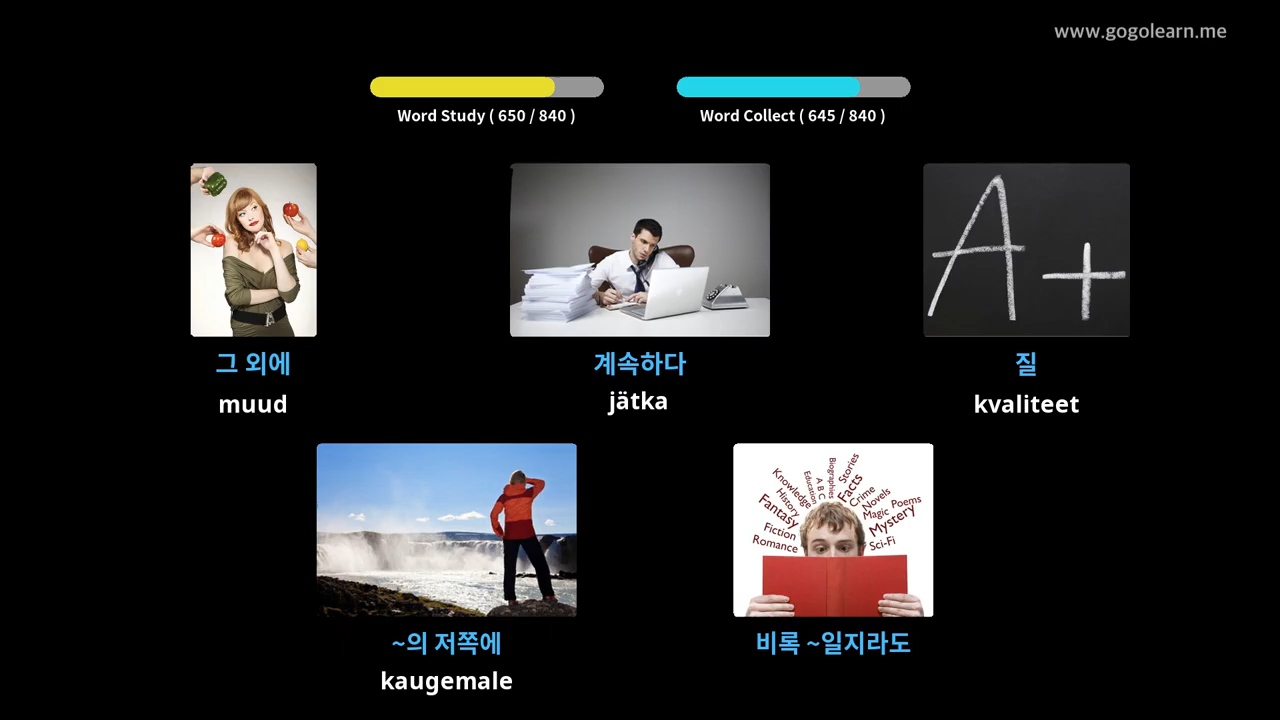 www.gogolearn.me
Word Study ( 650 / 840 )
Word Collect ( 645 / 840 )
A+
그 외에
muud
계속하다
jätka
질
kvaliteet
Knowledge
History
Fantasy
Fiction
Romance
Education
A B C
Biographies
Stories
Facts
Crime
Novels
Magic
Poems
Mystery
Sci-Fi
~의 저쪽에
kaugemale
비록 ~일지라도